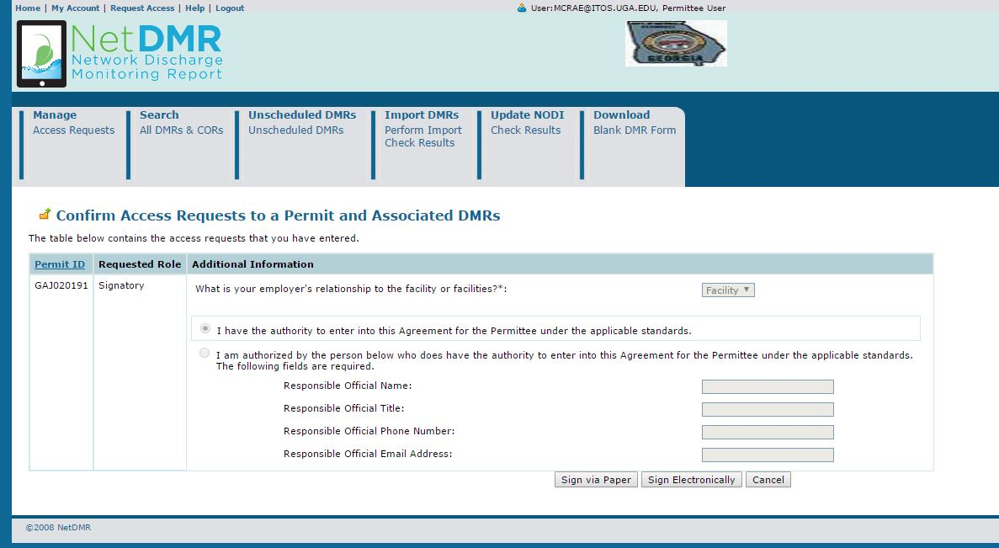 Home | My Account | Request Access | Help | Logout
User:MCRAE@ITOS.UGA.EDU, Permittee User
NetDMR
Network Discharge
Monitoring Report
GEORGIA
Manage
Access Requests
Search
All DMRs & CORs
Unscheduled DMRs
Unscheduled DMRs
Import DMRs
Perform Import
Check Results
Update NODI
Check Results
Download
Blank DMR Form
Confirm Access Requests to a Permit and Associated DMRs
The table below contains the access requests that you have entered.
Permit ID Requested Role Additional Information
GAJ020191 Signatory What is your employer's relationship to the facility or facilities?*: Facility
I have the authority to enter into this Agreement for the Permittee under the applicable standards.
I am authorized by the person below who does have the authority to enter into this Agreement for the Permittee under the applicable standards.
The following fields are required.
Responsible Official Name:
Responsible Official Title:
Responsible Official Phone Number:
Responsible Official Email Address:
Sign via Paper Sign Electronically Cancel
©2008 NetDMR